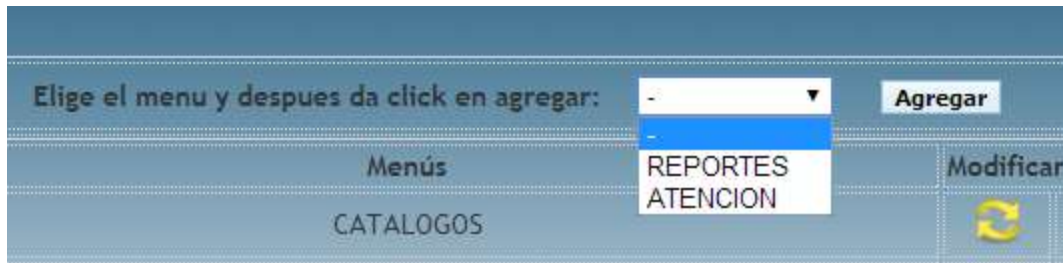 Elige el menu y despues da click en agregar: - Agregar
-
Menús REPORTES Modificar
ATENCION
CATALOGOS